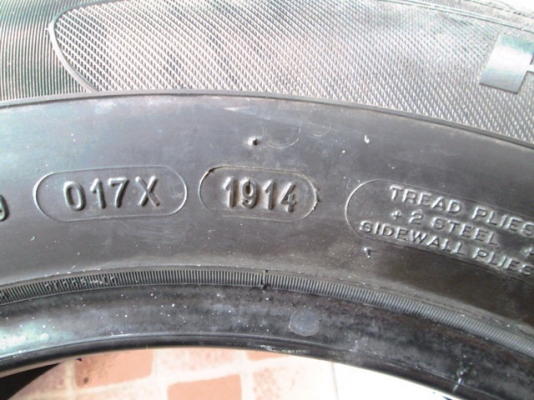 017X
1914
TREAD PLIES
+2 STEEL
SIDEWALL PLIES